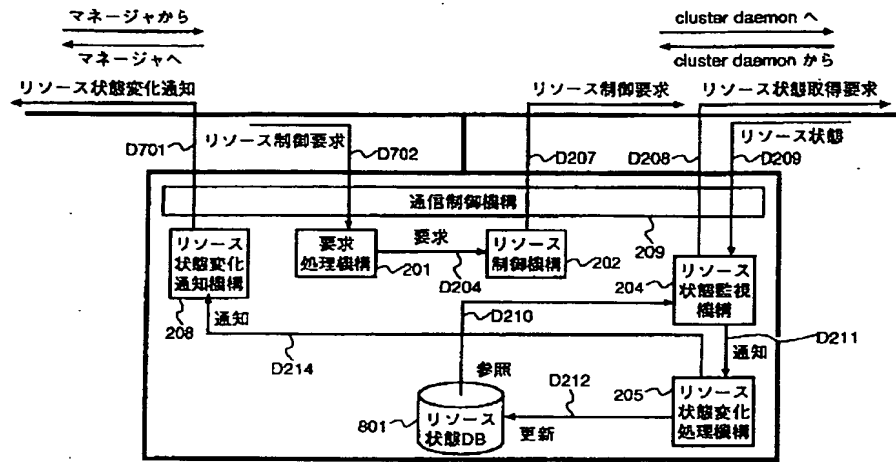 マネージャから
マネージャへ
cluster daemon へ
cluster daemon から
リソース状態変化通知
リソース制御要求
リソース状態取得要求
D701
リソース制御要求
D702
D207
D208
リソース状態
D209
通信制御機構
209
リソース
状態変化
通知機構
208
要求
処理機構
201
要求
D204
リソース
制御機構
202
リソース
状態監視
機構
204
D210
通知
D211
通知
D214
参照
D212
更新
801
リソース
状態DB
205
リソース
状態変化
処理機構